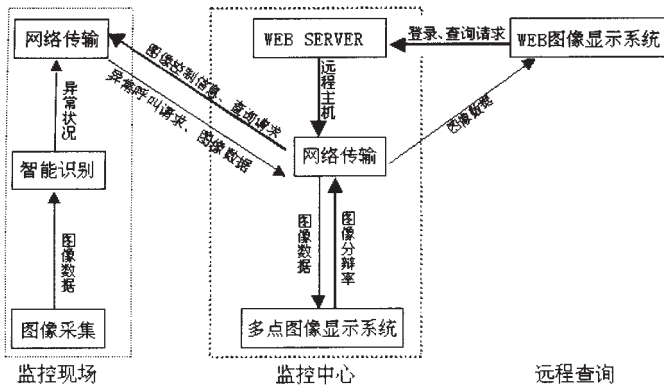 网络传输
WEB SERVER
登录、查询请求
WEB图像显示系统
图像控制信息、查询请求
异常呼叫请求、图像数据
远程主机
图像数据
异常状况
智能识别
网络传输
图像数据
图像数据
图像分辩率
图像采集
多点图像显示系统
监控现场
监控中心
远程查询